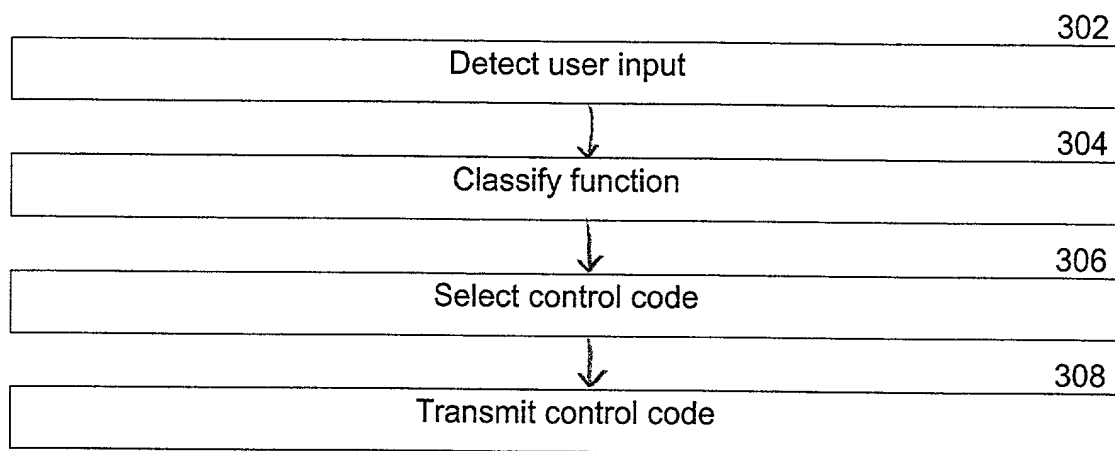 302
Detect user input
304
Classify function
306
Select control code
308
Transmit control code